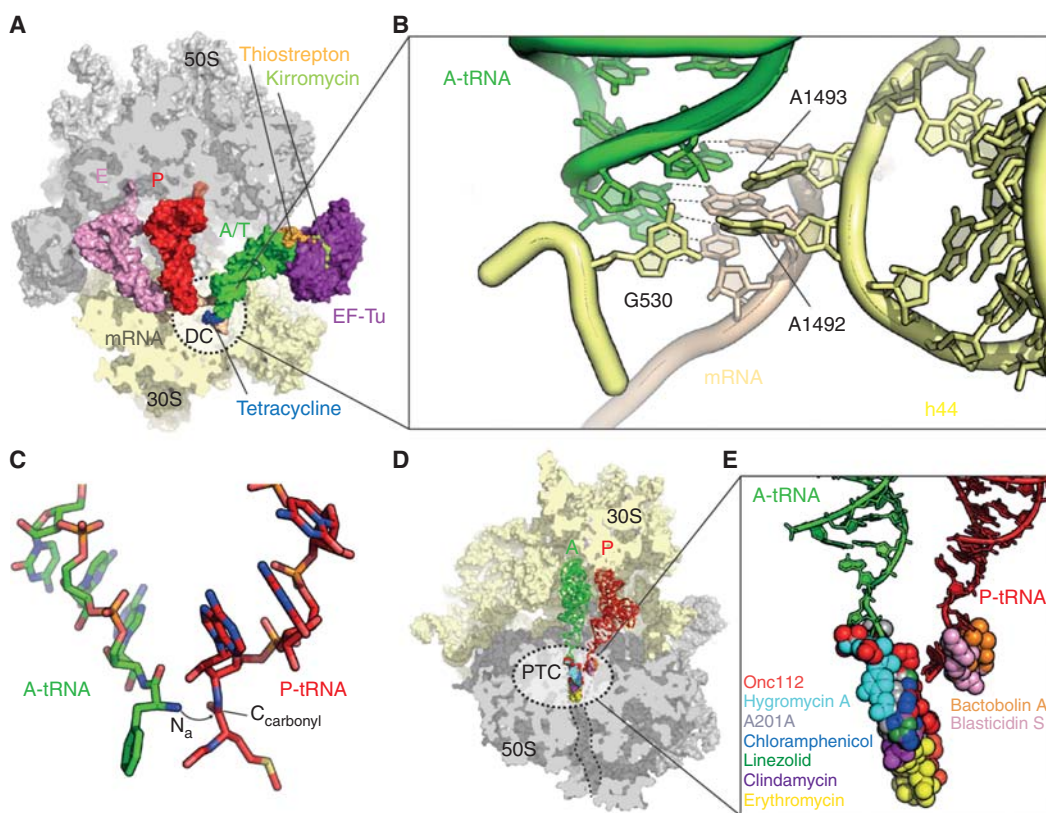 A
50S
Thiostrepton
Kirromycin
E
P
A/T
EF-Tu
mRNA
DC
30S
Tetracycline
B
A-tRNA
A1493
G530
A1492
mRNA
h44
C
A-tRNA
P-tRNA
Na
Ccarbonyl
D
30S
A
P
PTC
50S
E
A-tRNA
P-tRNA
Onc112
Hygromycin A
A201A
Chloramphenicol
Linezolid
Clindamycin
Erythromycin
Bactobolin A
Blasticidin S